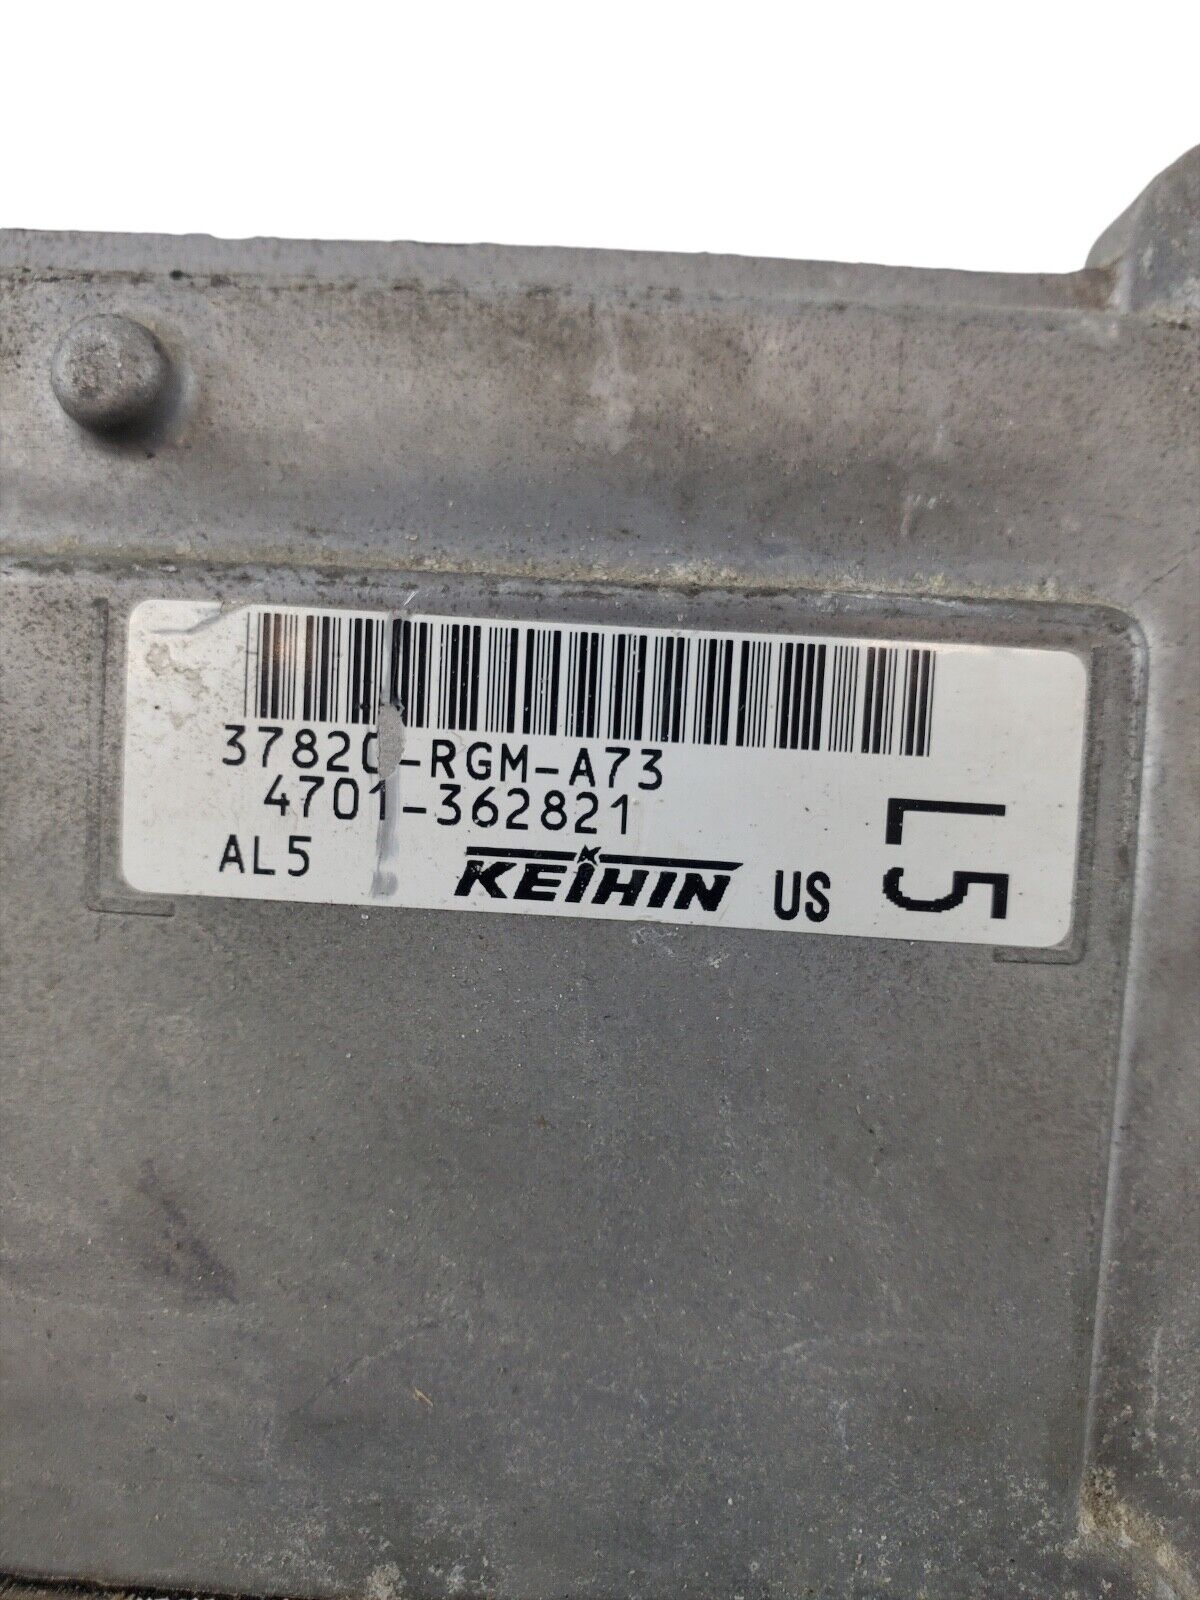 37820-RGM-A73
4701-362821
AL5 KEIHIN US
L5